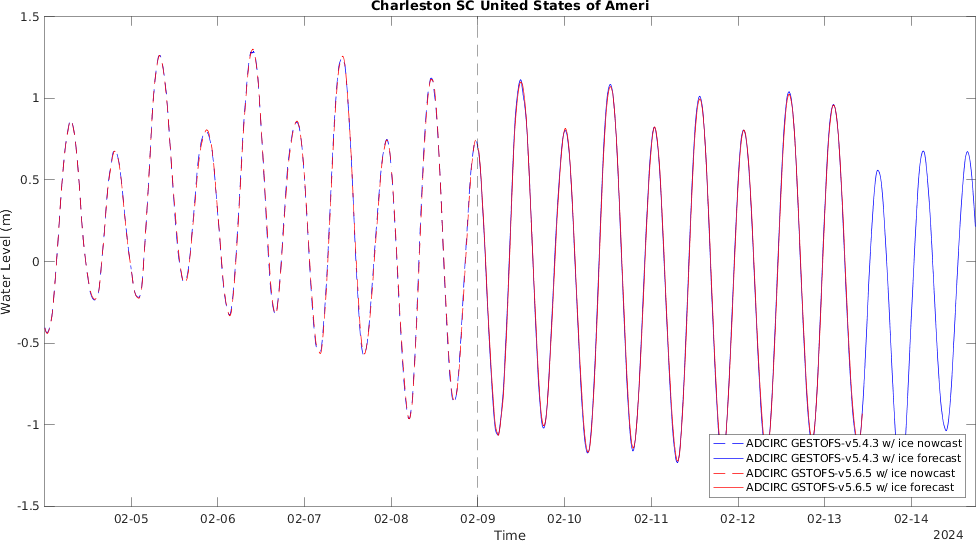 Charleston SC United States of Ameri
1.5
1
0.5
0
-0.5
-1
-1.5
Water Level (m)
ADCIRC GESTOFS-v5.4.3 w/ ice nowcast
ADCIRC GESTOFS-v5.4.3 w/ ice forecast
ADCIRC GSTOFS-v5.6.5 w/ ice nowcast
ADCIRC GSTOFS-v5.6.5 w/ ice forecast
02-05 02-06 02-07 02-08 02-09 02-10 02-11 02-12 02-13 02-14
Time
2024